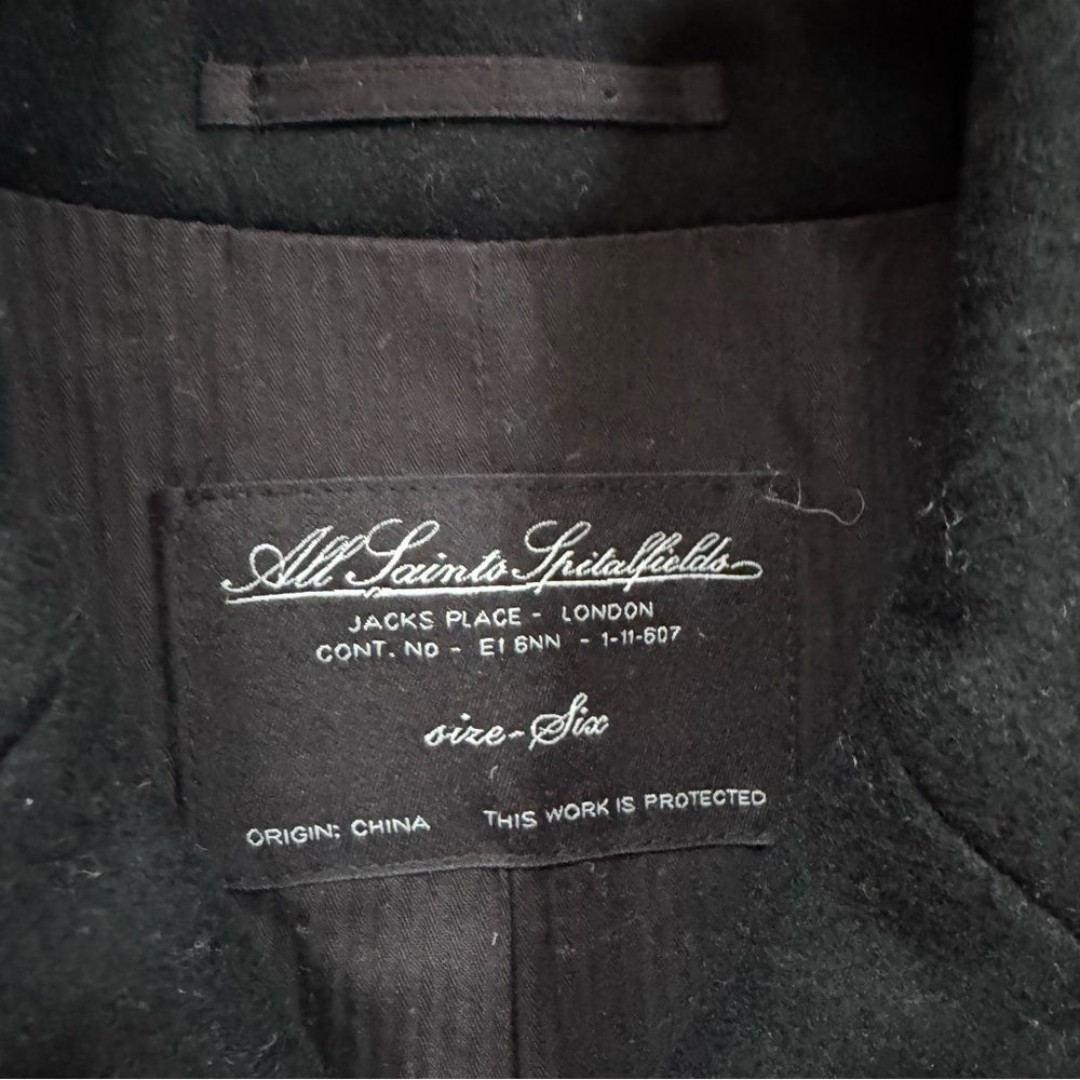 All Saints Spitalfields
JACKS PLACE - LONDON
CONT. NO - E1 6NN - 1-11-607
size-Six
ORIGIN: CHINA THIS WORK IS PROTECTED